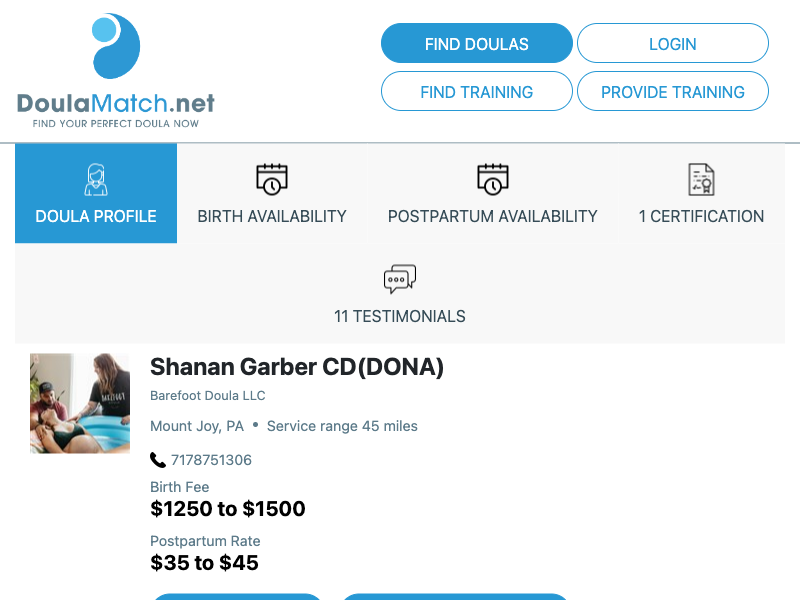 DoulaMatch.net
FIND YOUR PERFECT DOULA NOW
FIND DOULAS
LOGIN
FIND TRAINING
PROVIDE TRAINING
DOULA PROFILE
BIRTH AVAILABILITY
POSTPARTUM AVAILABILITY
1 CERTIFICATION
11 TESTIMONIALS
Shanan Garber CD(DONA)
Barefoot Doula LLC
Mount Joy, PA • Service range 45 miles
7178751306
Birth Fee
$1250 to $1500
Postpartum Rate
$35 to $45